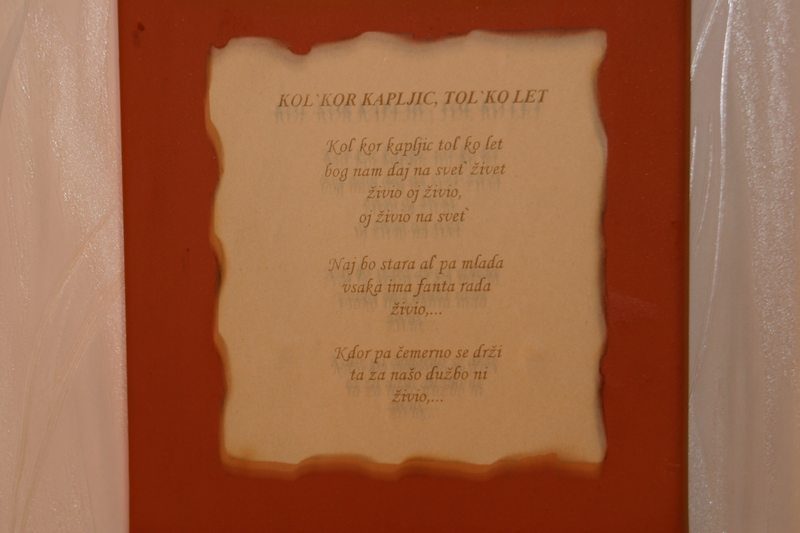 KOL`KOR KAPLJIC, TOL`KO LET
Kol kor kapljic tol ko let
bog nam daj na svet` živet
živio oj živio,
oj živio na svet`
Naj bo stara al` pa mlada
vsaka ima fanta rada
živio,...
Kdor pa čemerno se drži
ta za našo dužbo ni
živio,...